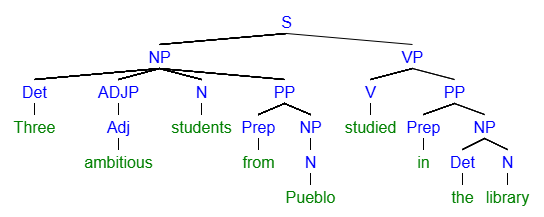 S
NP VP
Det ADJP N PP V PP
Three Adj students Prep NP studied Prep NP
ambitious from N in Det N
Pueblo the library